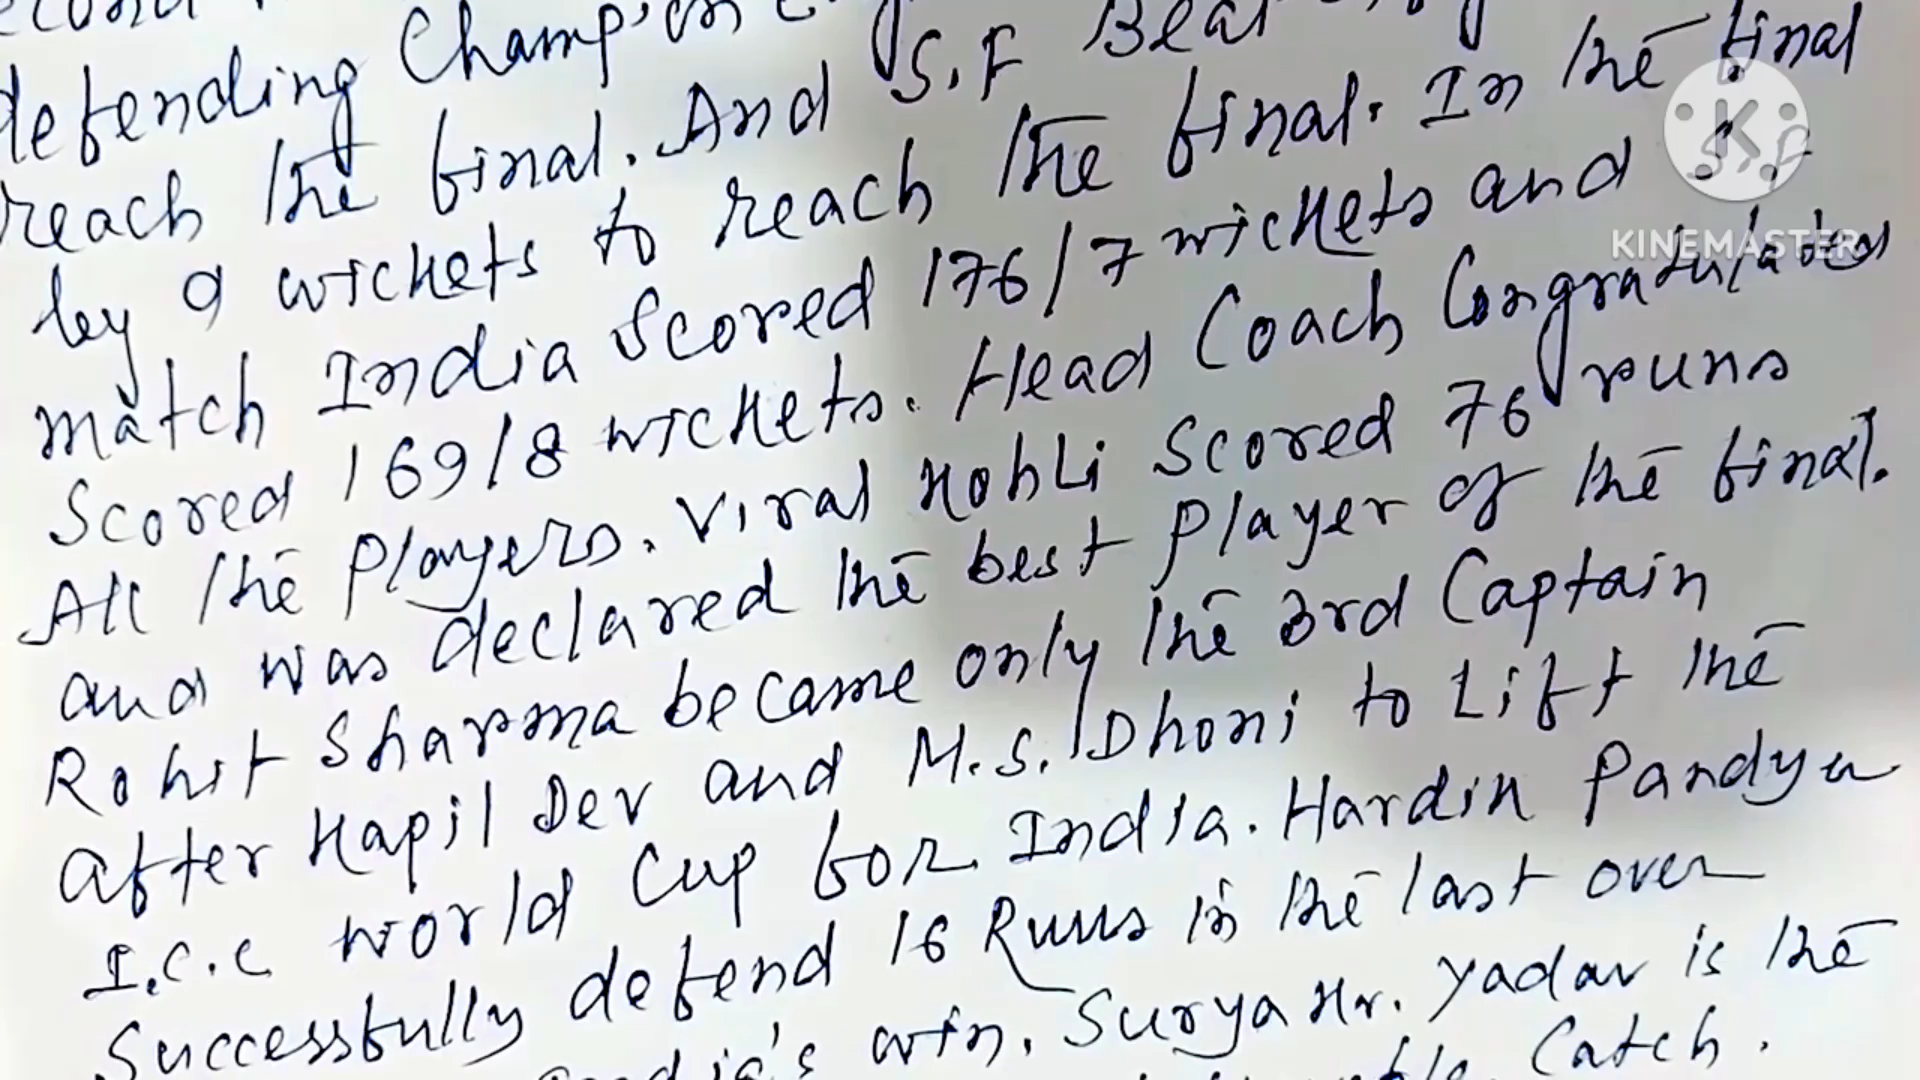 defending Champion
reach the final. And S.F Beat
by 9 wickets to reach the final. In the final
match India Scored 176/7 wickets and S.F
Scored 169/8 wickets. Head Coach Congratulates
All the Players. Viral Kohli Scored 76 runs
and was declared the best Player of the final.
Rohit Sharma became only the 3rd Captain
after Kapil Dev and M.S. Dhoni to Lift the
I.C.C World Cup for India. Hardik Pandya
Successfully defend 16 Runs in the last over
win. Surya Kr. Yadav is the
Catch.
KINEMASTER